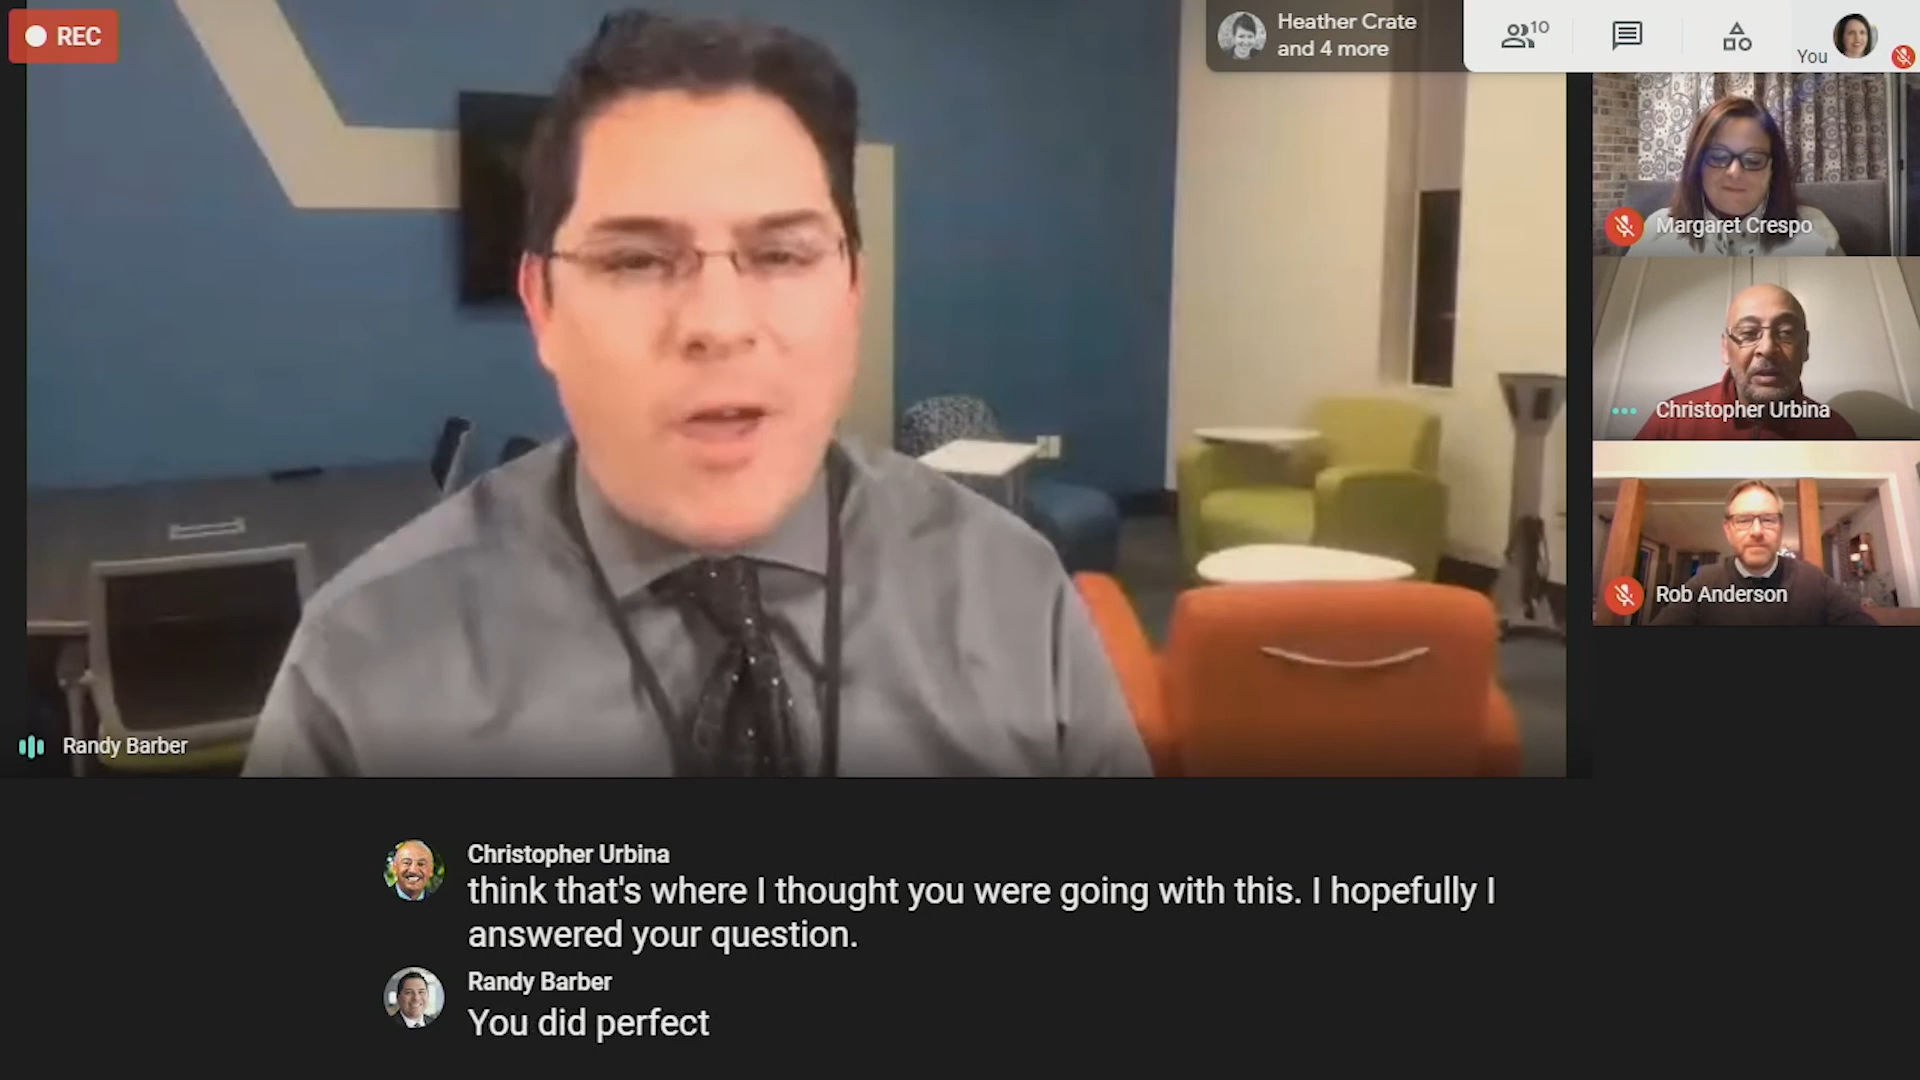 REC
Heather Crate
and 4 more
10
You
Margaret Crespo
Christopher Urbina
Rob Anderson
Randy Barber
Christopher Urbina
think that's where I thought you were going with this. I hopefully I
answered your question.
Randy Barber
You did perfect